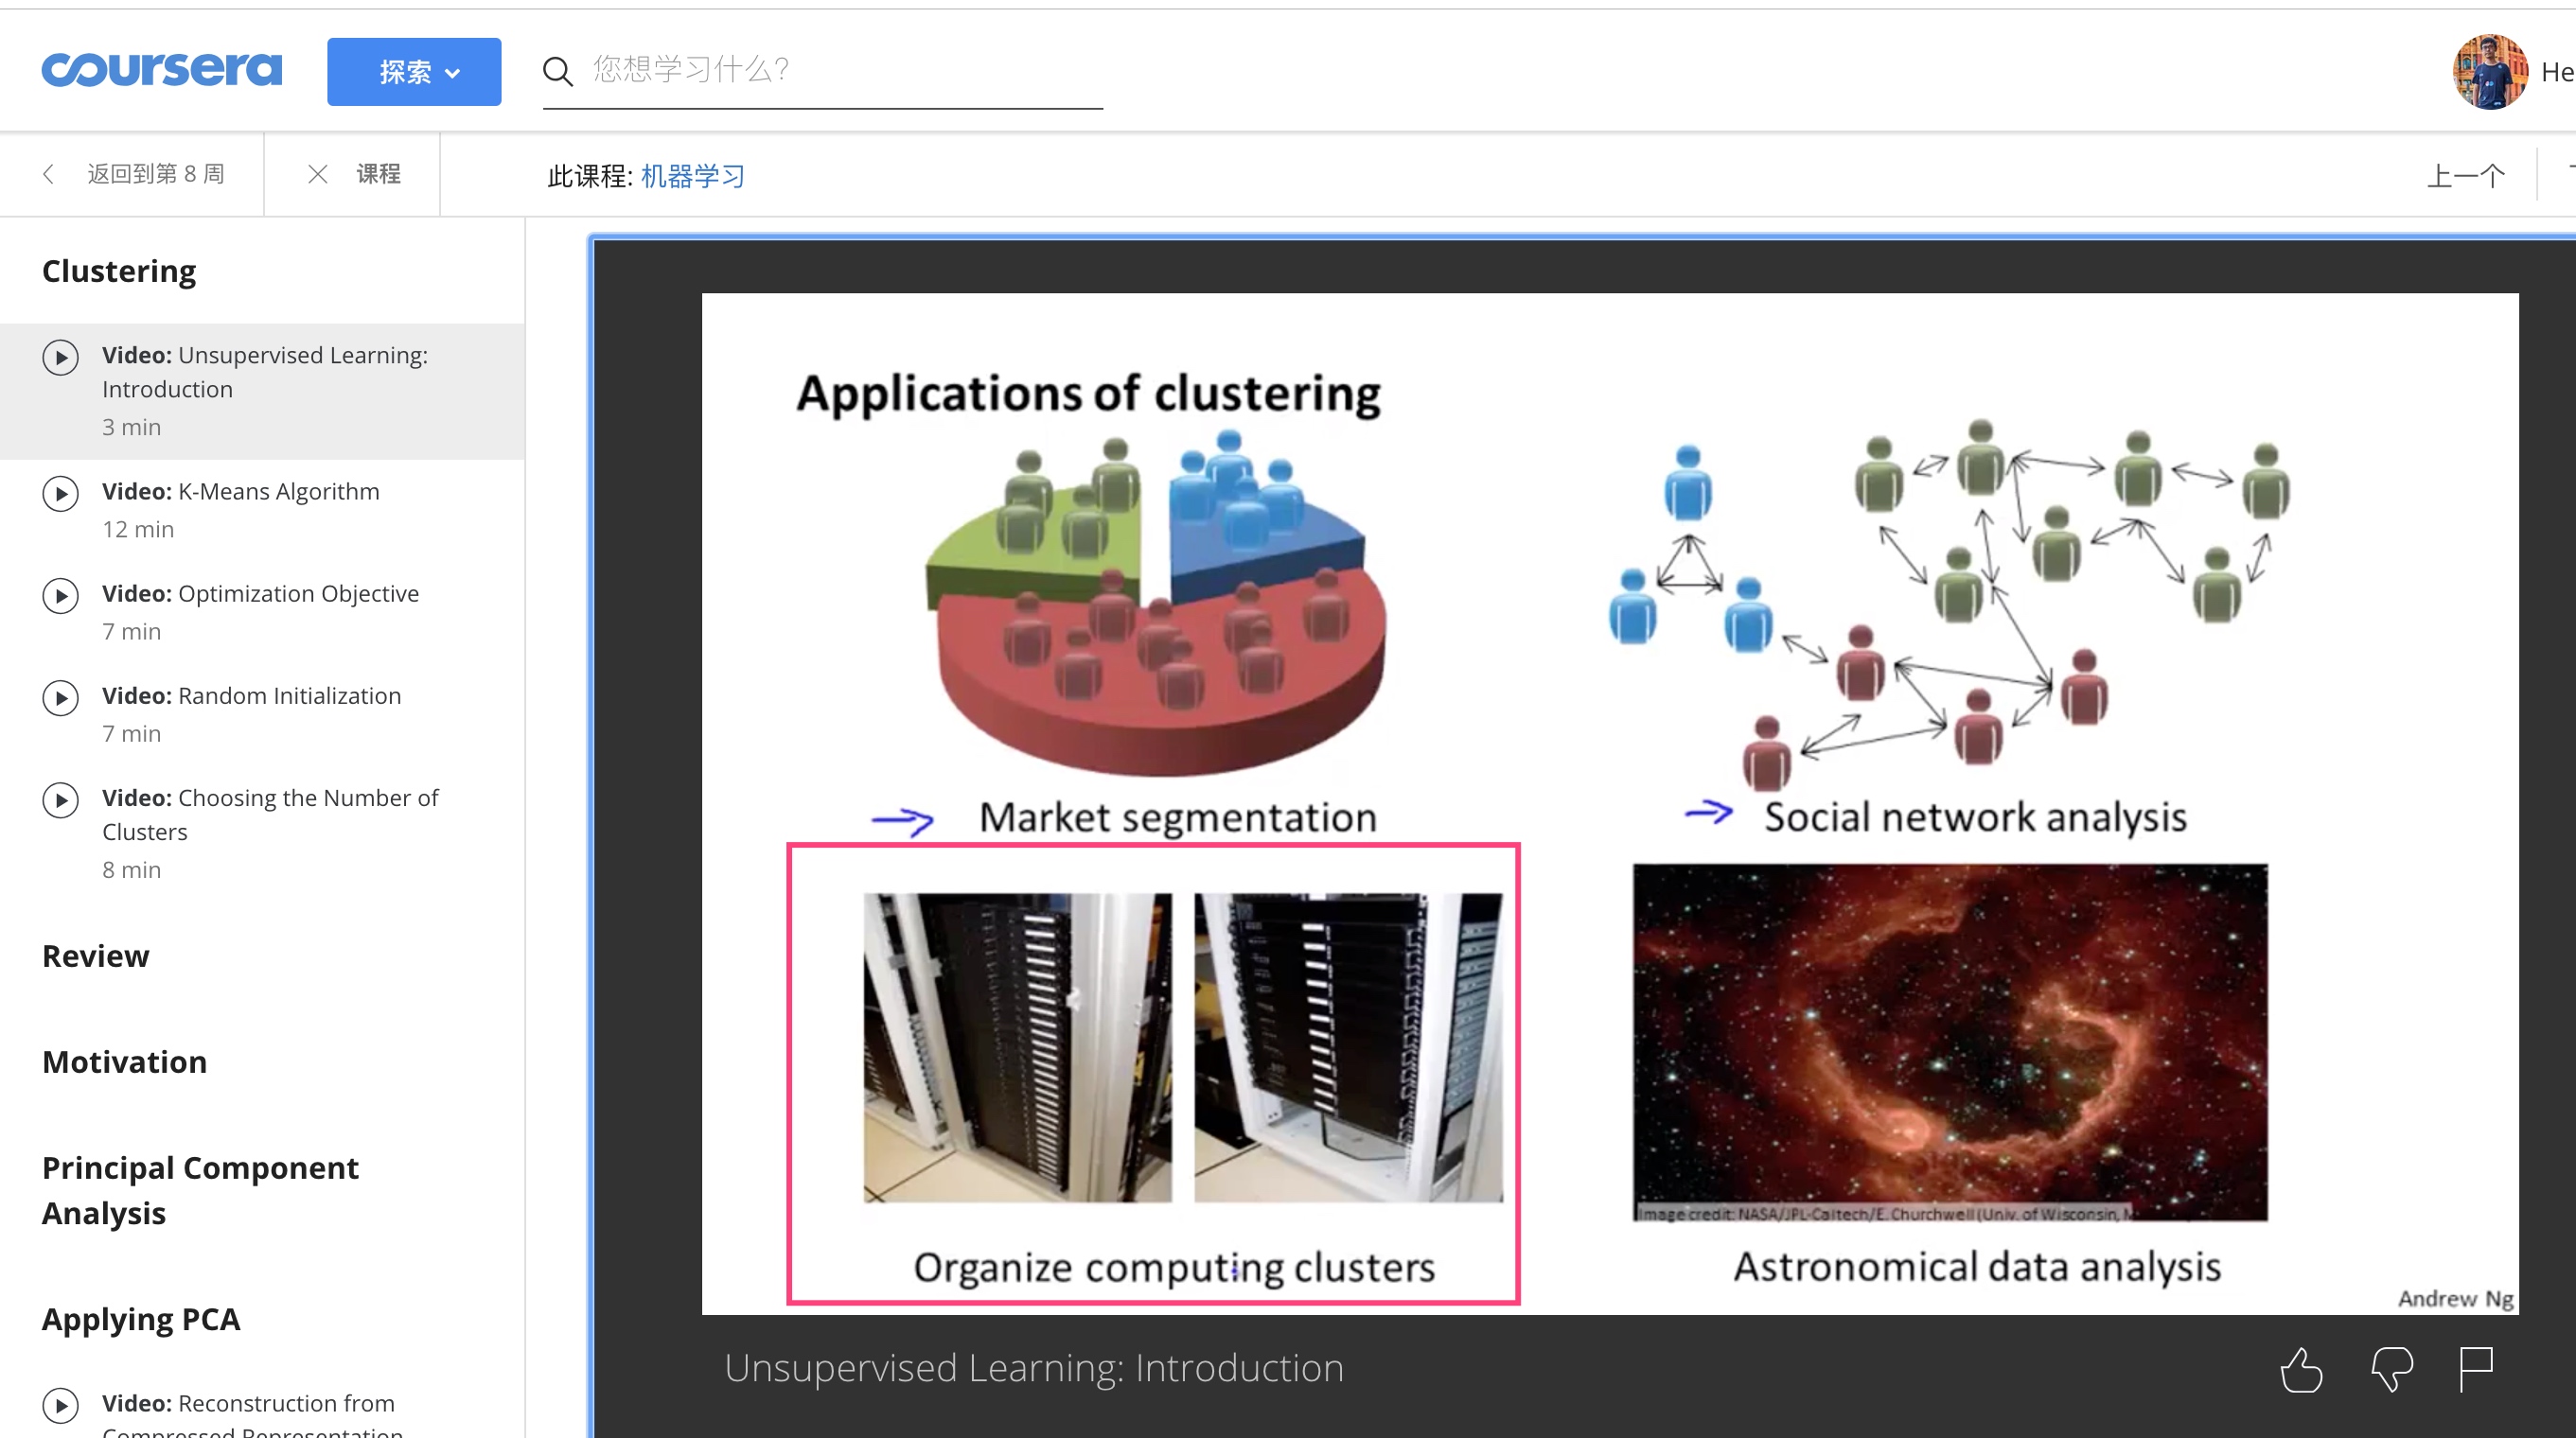 coursera
探索
您想学习什么?
He
返回到第 8 周
课程
此课程: 机器学习
上一个
Clustering
Video: Unsupervised Learning:
Introduction
3 min
Video: K-Means Algorithm
12 min
Video: Optimization Objective
7 min
Video: Random Initialization
7 min
Video: Choosing the Number of
Clusters
8 min
Review
Motivation
Principal Component
Analysis
Applying PCA
Video: Reconstruction from
Compressed Representation
Applications of clustering
Market segmentation
Social network analysis
Image credit: NASA/JPL-Caltech/E. Churchwell (Univ. of Wisconsin, M
Organize computing clusters
Astronomical data analysis
Andrew Ng
Unsupervised Learning: Introduction